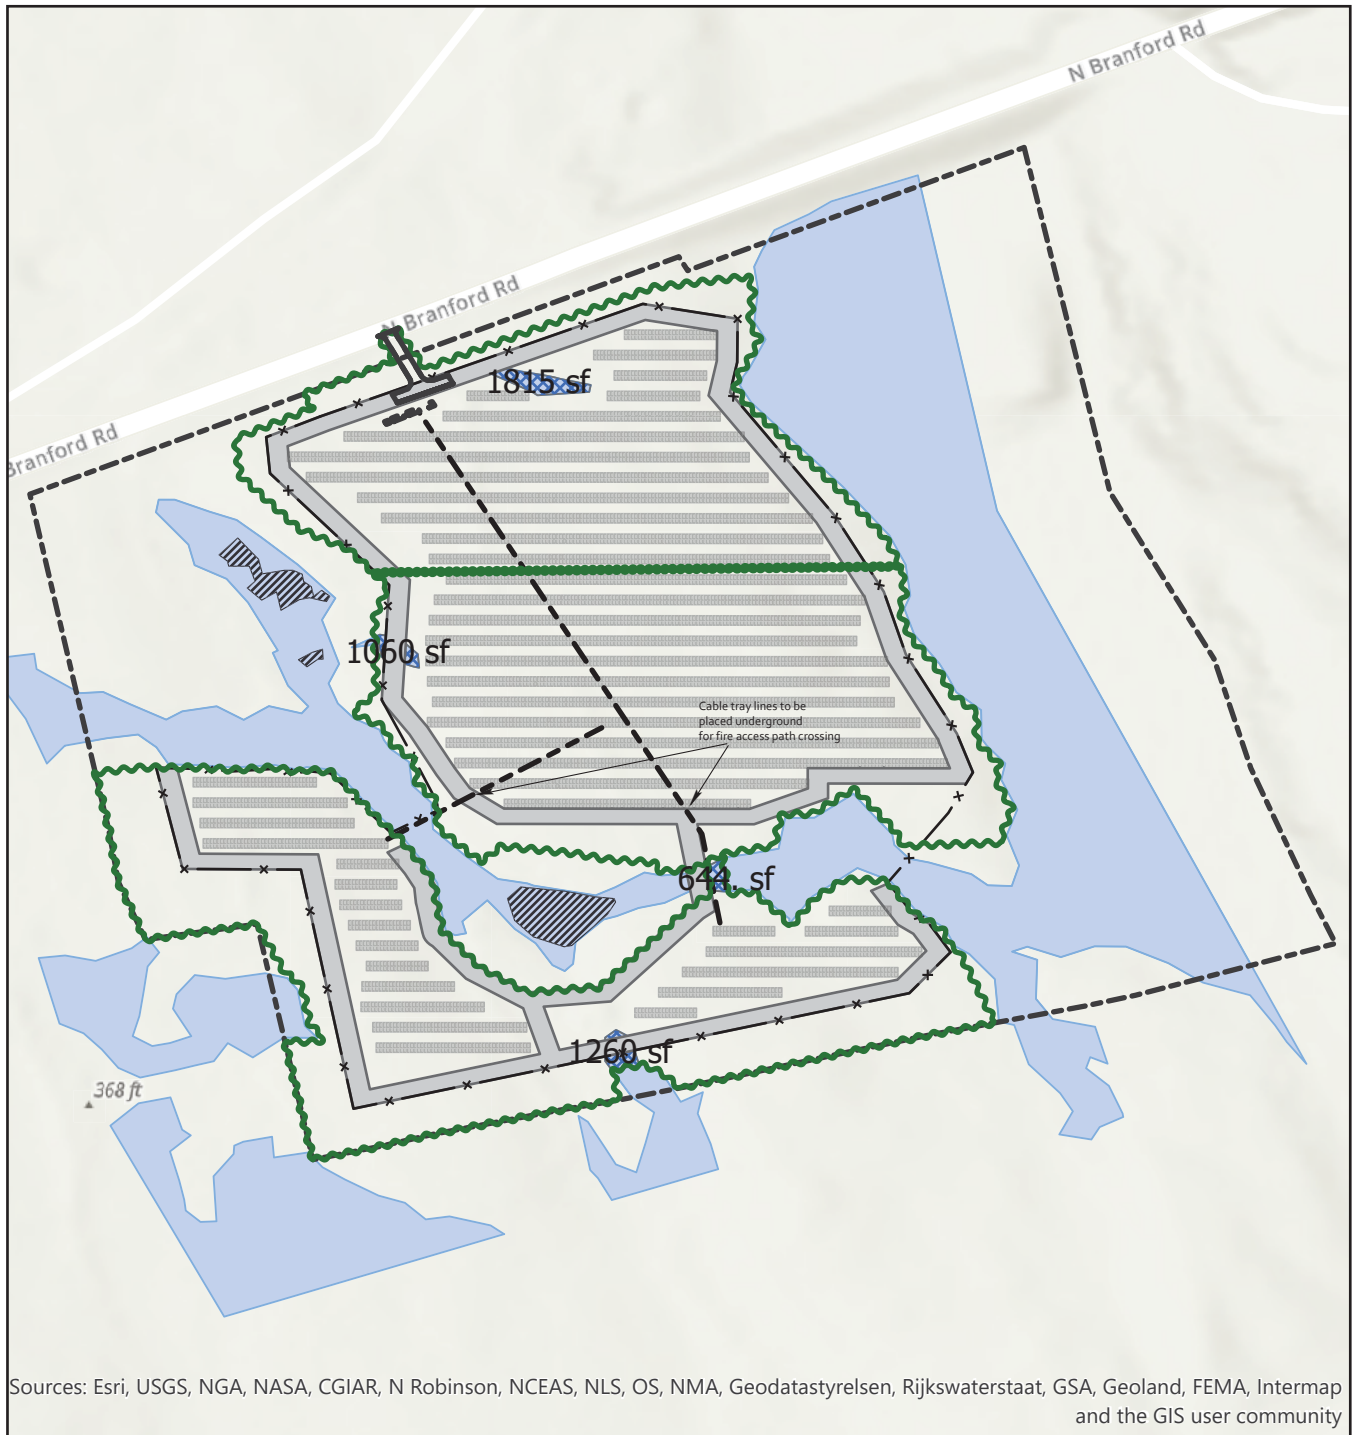 N Branford Rd
N Branford Rd
Branford Rd
1815 sf
1060 sf
Cable tray lines to be
placed underground
for fire access path crossing
644. sf
1260 sf
368 ft
Sources: Esri, USGS, NGA, NASA, CGIAR, N Robinson, NCEAS, NLS, OS, NMA, Geodatastyrelsen, Rijkswaterstaat, GSA, Geoland, FEMA, Intermap
and the GIS user community